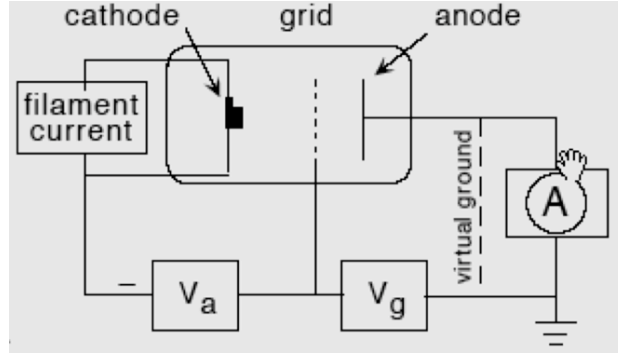 cathode
grid
anode
filament
current
virtual ground
A
–
Va
Vg